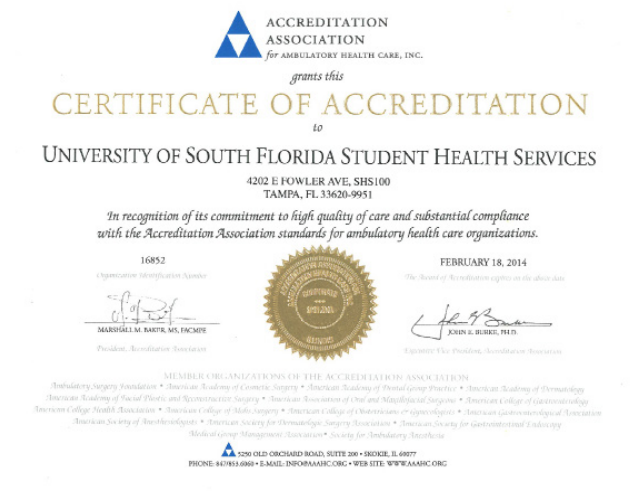 ACCREDITATION
ASSOCIATION
for AMBULATORY HEALTH CARE, INC.
grants this
CERTIFICATE OF ACCREDITATION
to
UNIVERSITY OF SOUTH FLORIDA STUDENT HEALTH SERVICES
4202 E FOWLER AVE, SHS100
TAMPA, FL 33620-9951
In recognition of its commitment to high quality of care and substantial compliance
with the Accreditation Association standards for ambulatory health care organizations.
16852
Organization Identification Number
FEBRUARY 18, 2014
The Award of Accreditation expires on the above date
MARSHALL M. BAKER, MS, FACMPE
President, Accreditation Association
JOHN E. BURKE, PH.D.
Executive Vice President, Accreditation Association
ILLINOIS
MEMBER ORGANIZATIONS OF THE ACCREDITATION ASSOCIATION
Ambulatory Surgery Foundation • American Academy of Cosmetic Surgery • American Academy of Dental Group Practice • American Academy of Dermatology
American Academy of Facial Plastic and Reconstructive Surgery • American Association of Oral and Maxillofacial Surgeons • American College of Gastroenterology
American College Health Association • American College of Mohs Surgery • American College of Obstetricians & Gynecologists • American Gastroenterological Association
American Society of Anesthesiologists • American Society for Dermatologic Surgery Association • American Society for Gastrointestinal Endoscopy
Medical Group Management Association • Society for Ambulatory Anesthesia
5250 OLD ORCHARD ROAD, SUITE 200 • SKOKIE, IL 60077
PHONE: 847/853.6060 • E-MAIL: INFO@AAAHC.ORG • WEB SITE: WWW.AAAHC.ORG